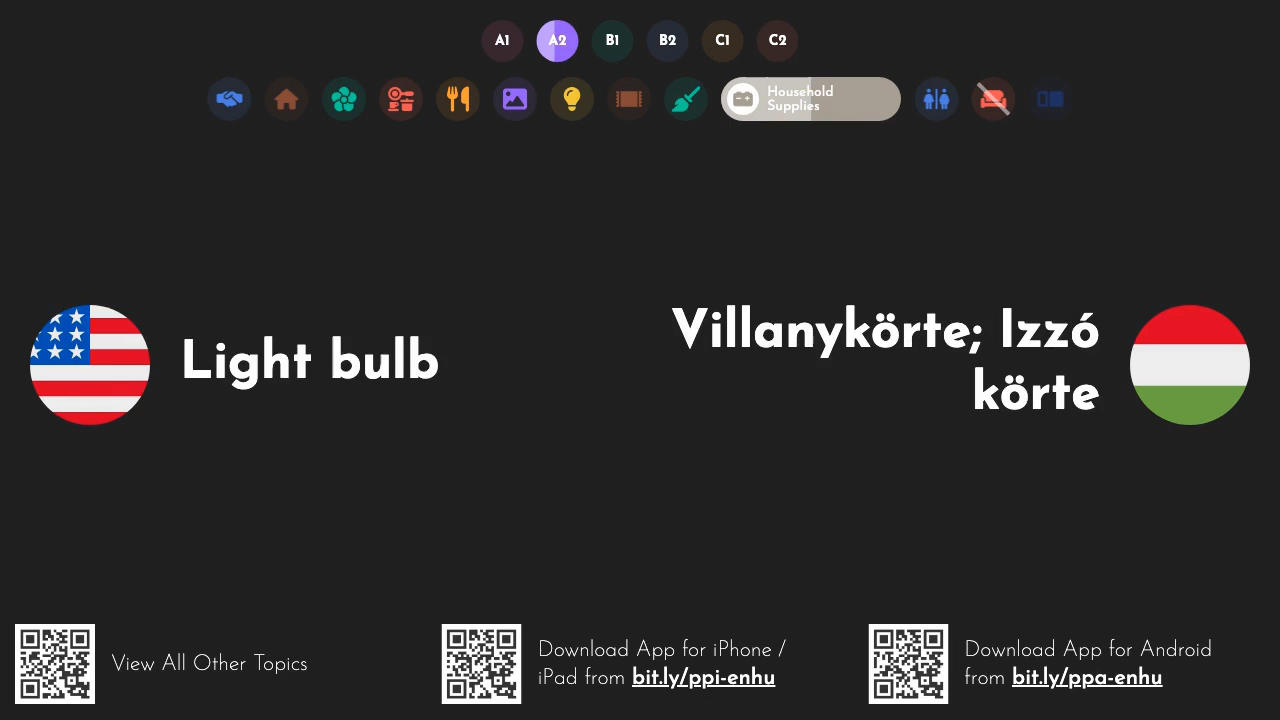 A1 A2 B1 B2 C1 C2
Household
Supplies
Light bulb
Villanykörte; Izzó
körte
View All Other Topics
Download App for iPhone /
iPad from bit.ly/ppi-enhu
Download App for Android
from bit.ly/ppa-enhu